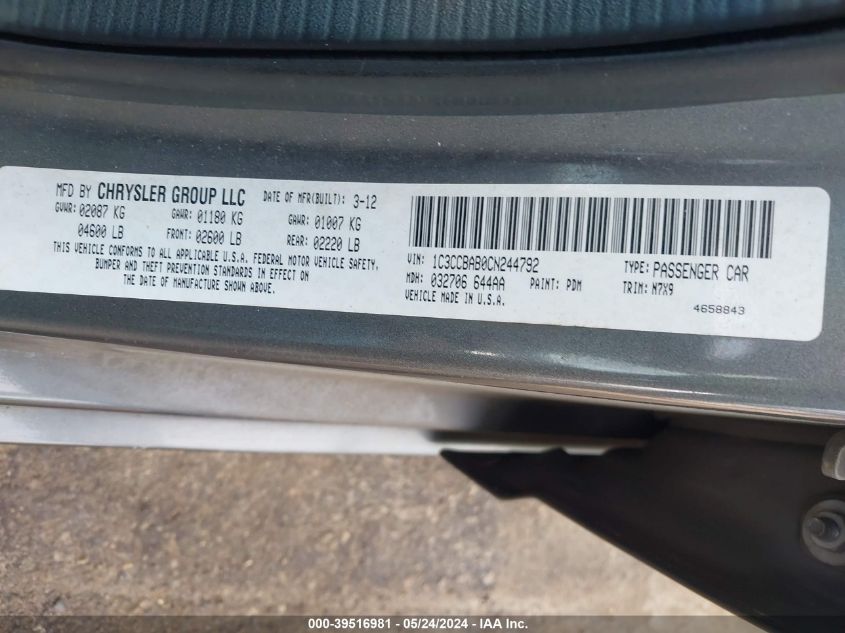 MFD BY CHRYSLER GROUP LLC DATE OF MFR(BUILT): 3-12
GVWR: 02087 KG GAWR: 01180 KG GAWR: 01007 KG
04600 LB FRONT: 02600 LB REAR: 02220 LB
THIS VEHICLE CONFORMS TO ALL APPLICABLE U.S.A. FEDERAL MOTOR VEHICLE SAFETY,
BUMPER AND THEFT PREVENTION STANDARDS IN EFFECT ON
THE DATE OF MANUFACTURE SHOWN ABOVE.
VIN: 1C3CCBAB0CN244792 TYPE: PASSENGER CAR
MDH: 032706 644AA PAINT: PDM TRIM: N7X9
VEHICLE MADE IN U.S.A.
4658843
000-39516981 - 05/24/2024 - IAA Inc.